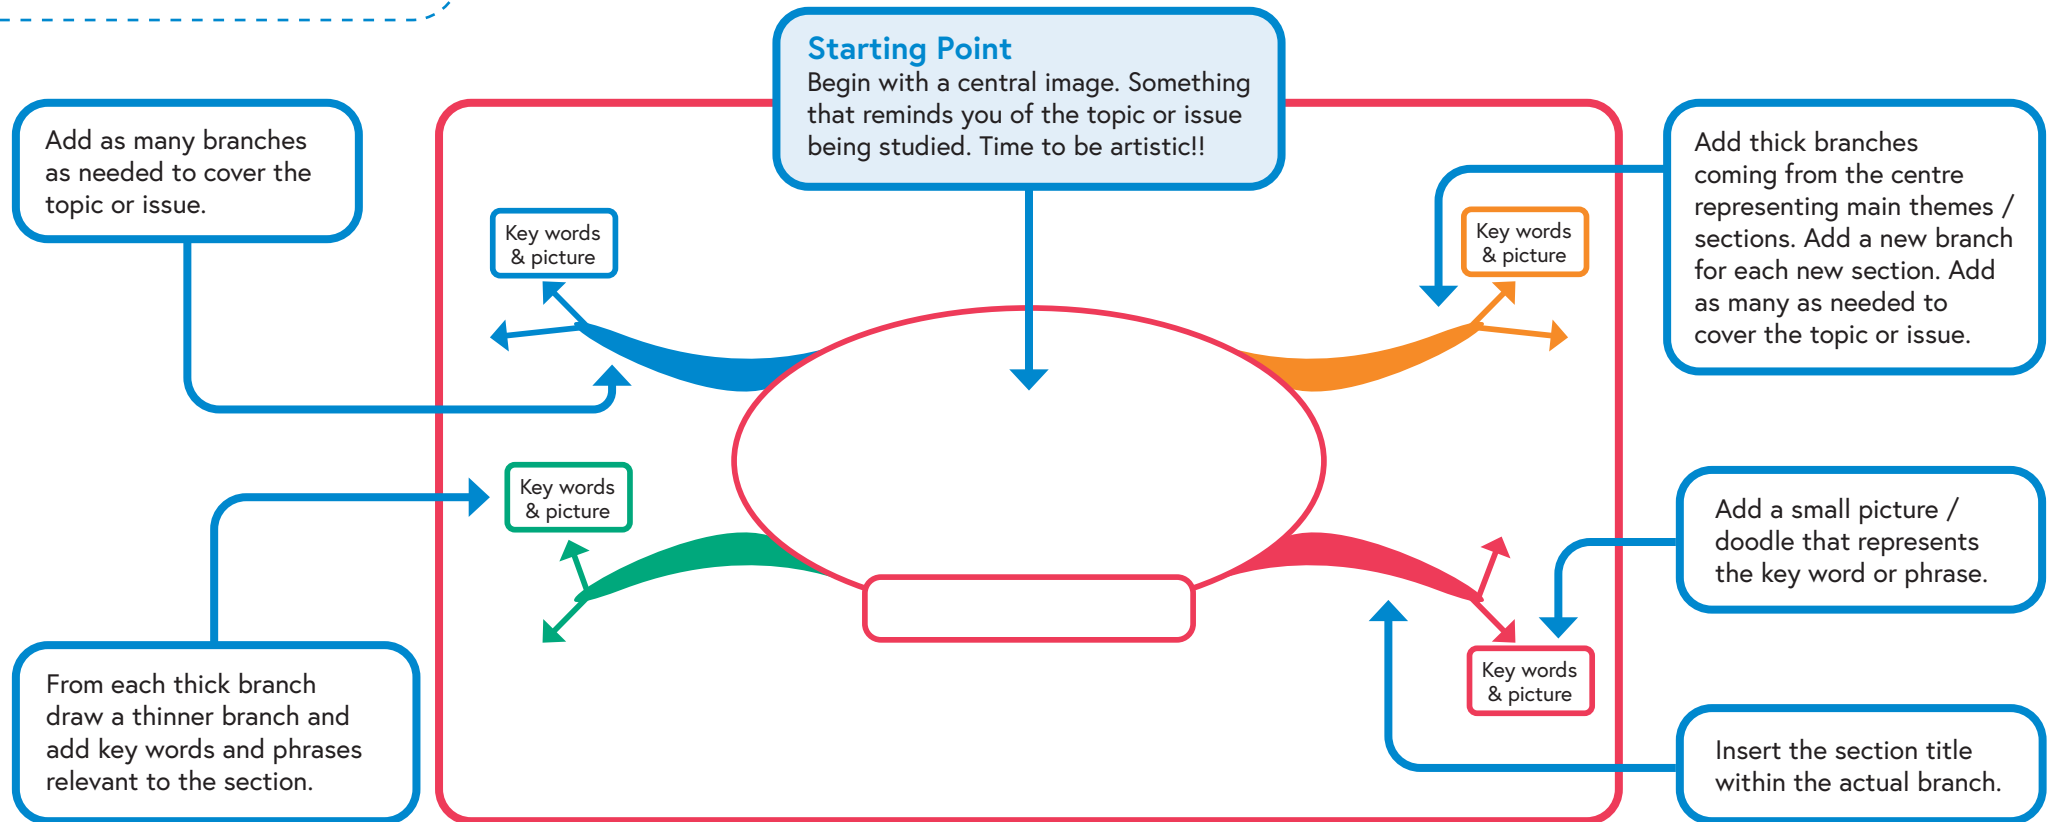 Starting Point
Begin with a central image. Something
that reminds you of the topic or issue
being studied. Time to be artistic!!
Add as many branches
as needed to cover the
topic or issue.
Key words
& picture
Key words
& picture
Add thick branches
coming from the centre
representing main themes /
sections. Add a new branch
for each new section. Add
as many as needed to
cover the topic or issue.
Key words
& picture
Add a small picture /
doodle that represents
the key word or phrase.
From each thick branch
draw a thinner branch and
add key words and phrases
relevant to the section.
Key words
& picture
Insert the section title
within the actual branch.